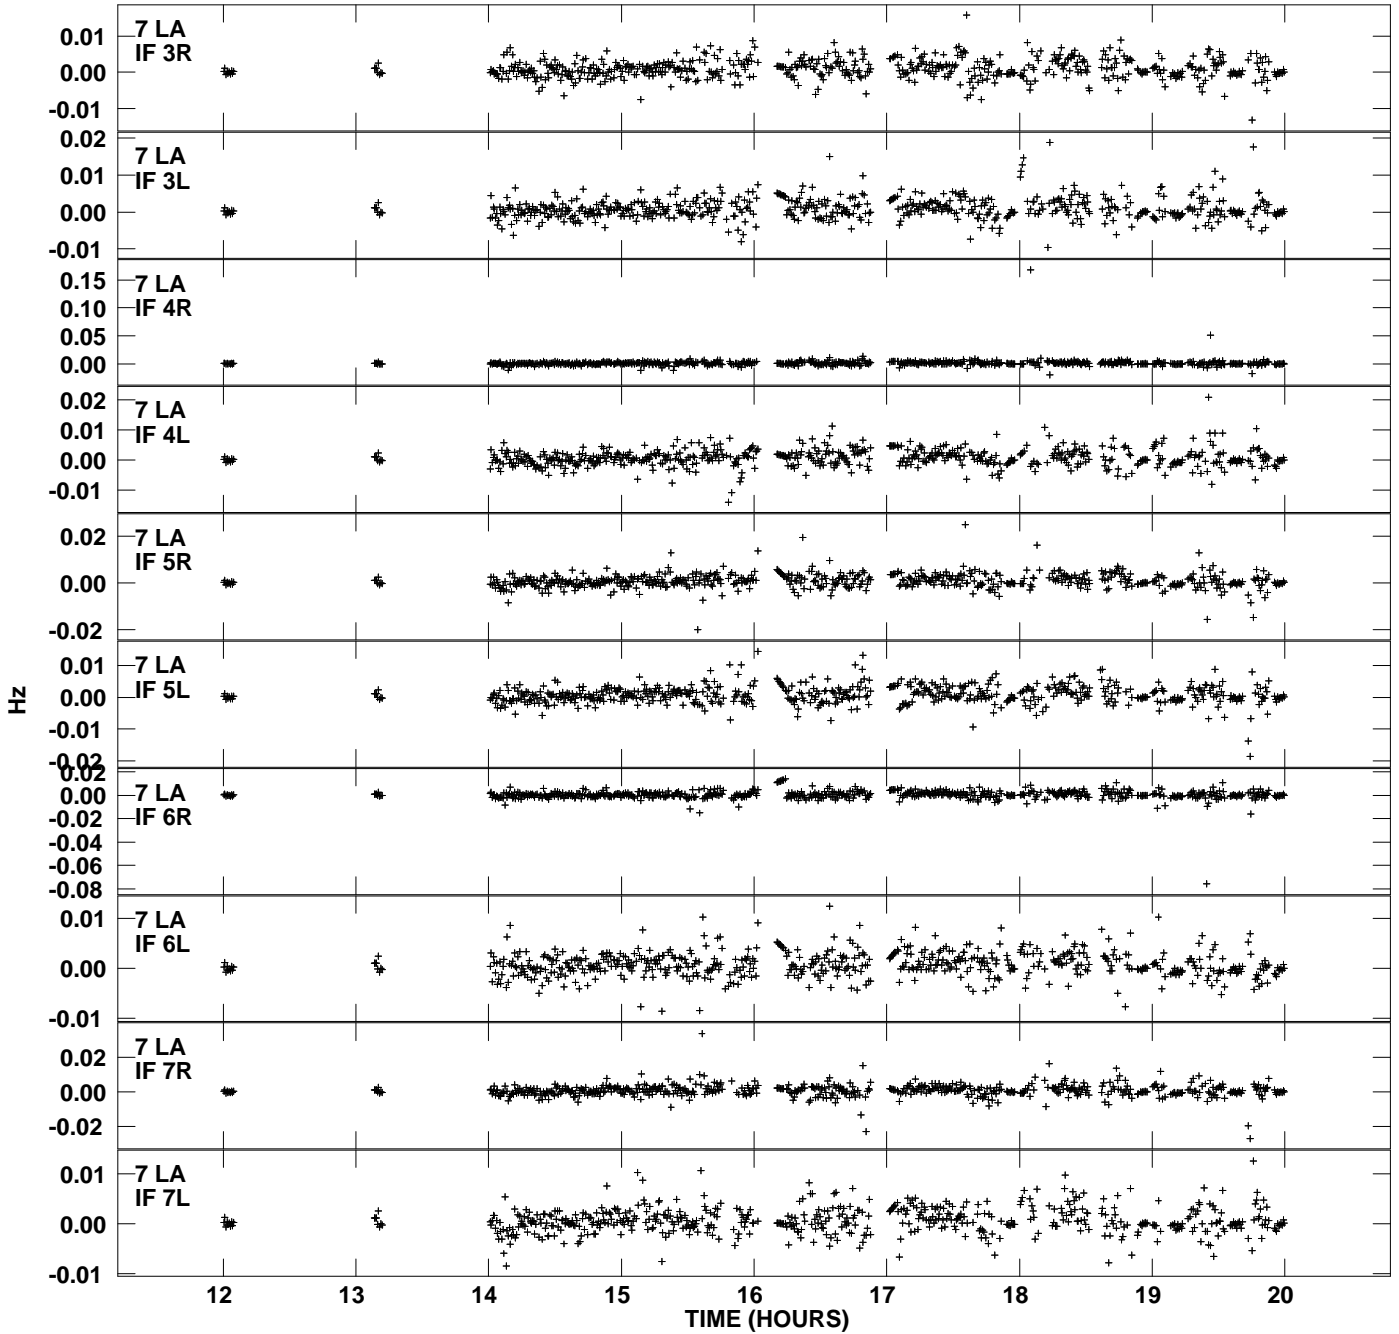 7 LA
IF 3R
0.01
0.00
-0.01
7 LA
IF 3L
0.02
0.01
0.00
-0.01
7 LA
IF 4R
0.15
0.10
0.05
0.00
7 LA
IF 4L
0.02
0.01
0.00
-0.01
7 LA
IF 5R
0.02
0.00
-0.02
7 LA
IF 5L
0.01
0.00
-0.01
-0.02
7 LA
IF 6R
0.02
0.00
-0.02
-0.04
-0.06
-0.08
7 LA
IF 6L
0.01
0.00
-0.01
7 LA
IF 7R
0.02
0.00
-0.02
7 LA
IF 7L
0.01
0.00
-0.01
Hz
12 13 14 15 16 17 18 19 20
TIME (HOURS)